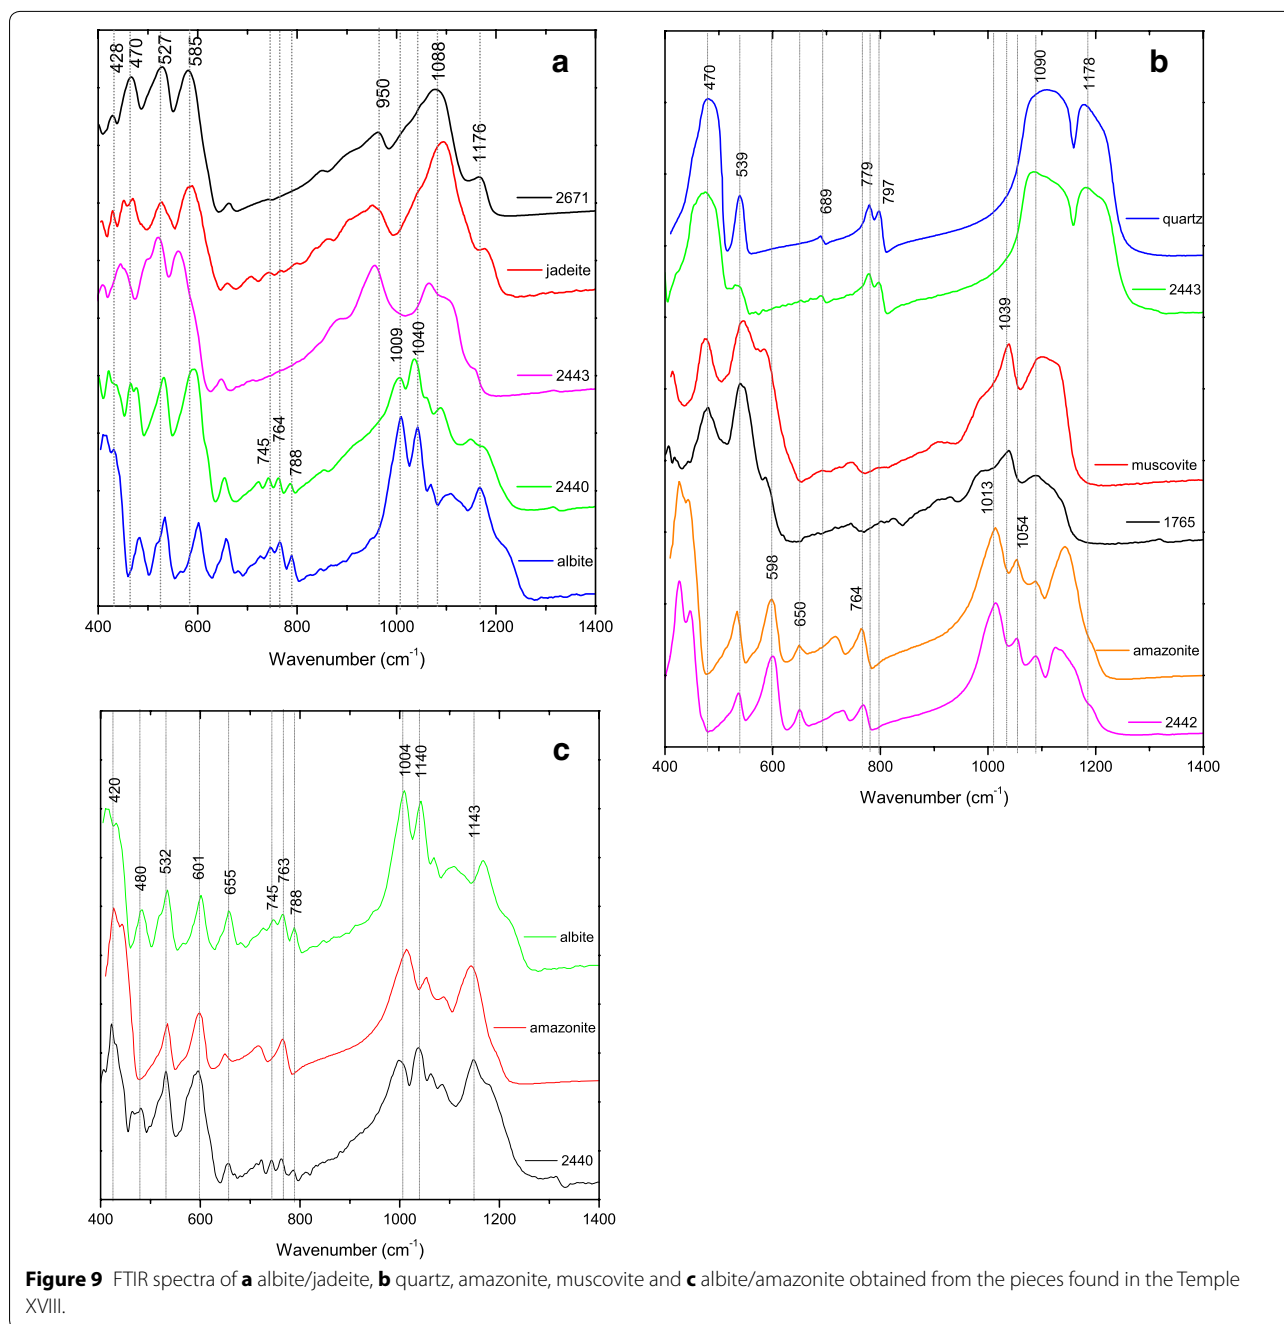 a
428
470
527
585
950
1088
1176
2671
jadeite
2443
1009
1040
745
764
788
2440
albite
400 600 800 1000 1200 1400
Wavenumber (cm⁻¹)
b
470
539
689
779
797
1090
1178
quartz
2443
1039
muscovite
1765
1013
1054
598
650
764
amazonite
2442
400 600 800 1000 1200 1400
Wavenumber (cm⁻¹)
c
420
480
532
601
655
745
763
788
1004
1140
1143
albite
amazonite
2440
400 600 800 1000 1200 1400
Wavenumber (cm⁻¹)
Figure 9 FTIR spectra of a albite/jadeite, b quartz, amazonite, muscovite and c albite/amazonite obtained from the pieces found in the Temple
XVIII.